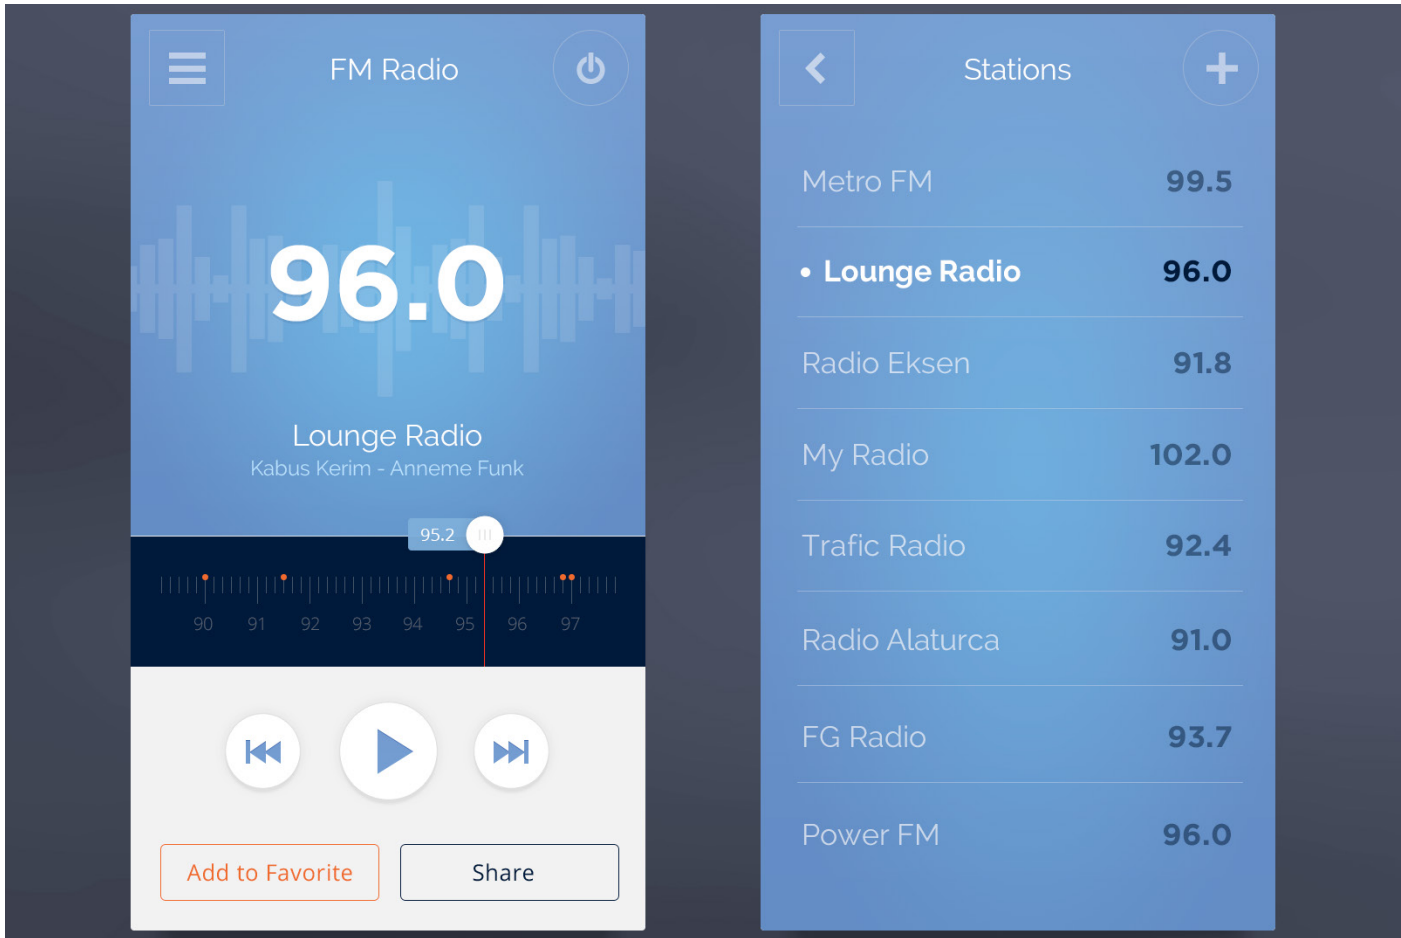 FM Radio
96.0
Lounge Radio
Kabus Kerim - Anneme Funk
95.2
90 91 92 93 94 95 96 97
Add to Favorite
Share
Stations
Metro FM 99.5
Lounge Radio 96.0
Radio Eksen 91.8
My Radio 102.0
Trafic Radio 92.4
Radio Alaturca 91.0
FG Radio 93.7
Power FM 96.0